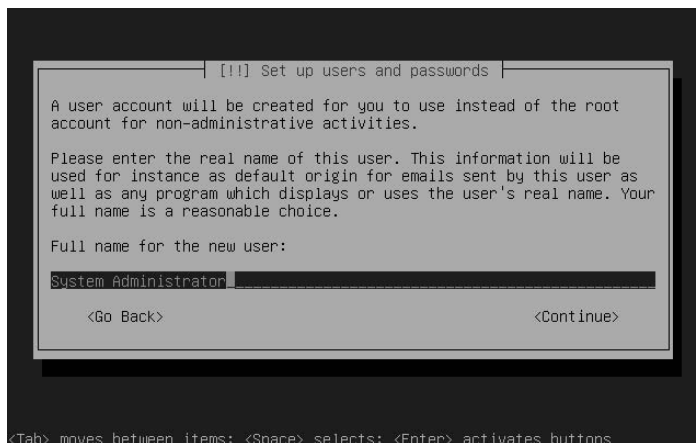 [!!] Set up users and passwords
A user account will be created for you to use instead of the root
account for non-administrative activities.
Please enter the real name of this user. This information will be
used for instance as default origin for emails sent by this user as
well as any program which displays or uses the user's real name. Your
full name is a reasonable choice.
Full name for the new user:
System Administrator
<Go Back> <Continue>
<Tab> moves between items; <Space> selects; <Enter> activates buttons